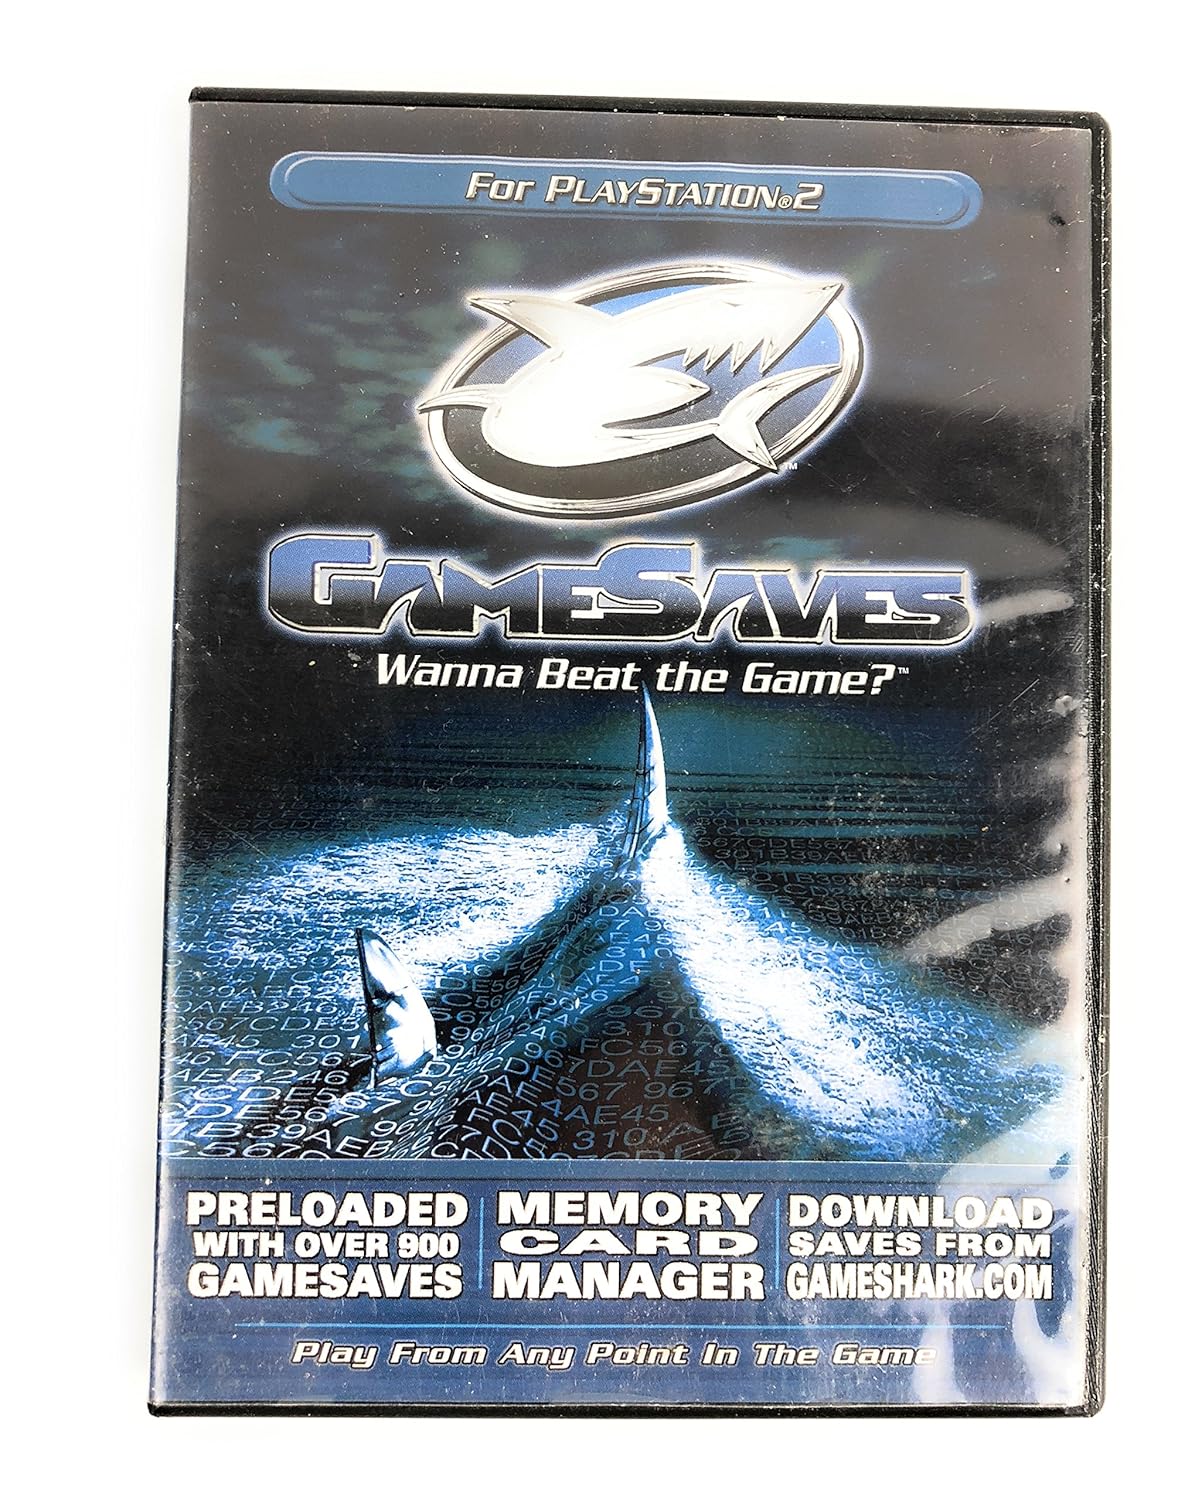 For PlayStation®2
TM
GameSaves
Wanna Beat the Game?™
PRELOADED
WITH OVER 900
GAMESAVES
MEMORY
CARD
MANAGER
DOWNLOAD
SAVES FROM
GAMESHARK.COM
Play From Any Point In The Game